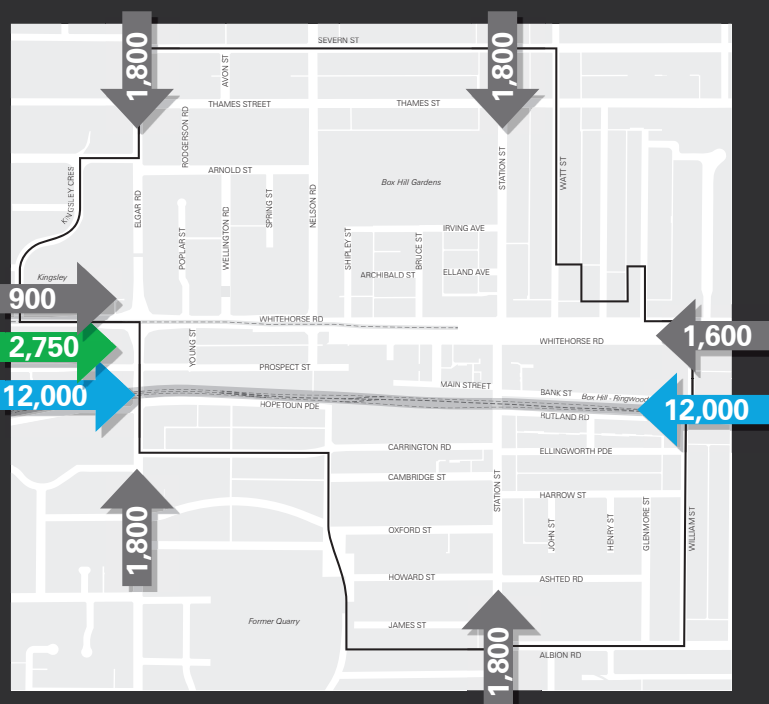 1,800
1,800
SEVERN ST
AVON ST
THAMES STREET
THAMES ST
RODGERSON RD
ARNOLD ST
Box Hill Gardens
STATION ST
WATT ST
KINGSLEY CRES
ELGAR RD
POPLAR ST
WELLINGTON RD
SPRING ST
NELSON RD
SHIPLEY ST
BRUCE ST
IRVING AVE
ARCHIBALD ST
ELLAND AVE
Kingsley
900
WHITEHORSE RD
1,600
WHITEHORSE RD
2,750
YOUNG ST
PROSPECT ST
MAIN STREET
BANK ST
Box Hill - Ringwood
12,000
12,000
HOPETOUN PDE
RUTLAND RD
CARRINGTON RD
ELLINGWORTH PDE
CAMBRIDGE ST
STATION ST
HARROW ST
1,800
OXFORD ST
JOHN ST
HENRY ST
GLENMORE ST
WILLIAM ST
HOWARD ST
ASHTED RD
Former Quarry
JAMES ST
1,800
ALBION RD